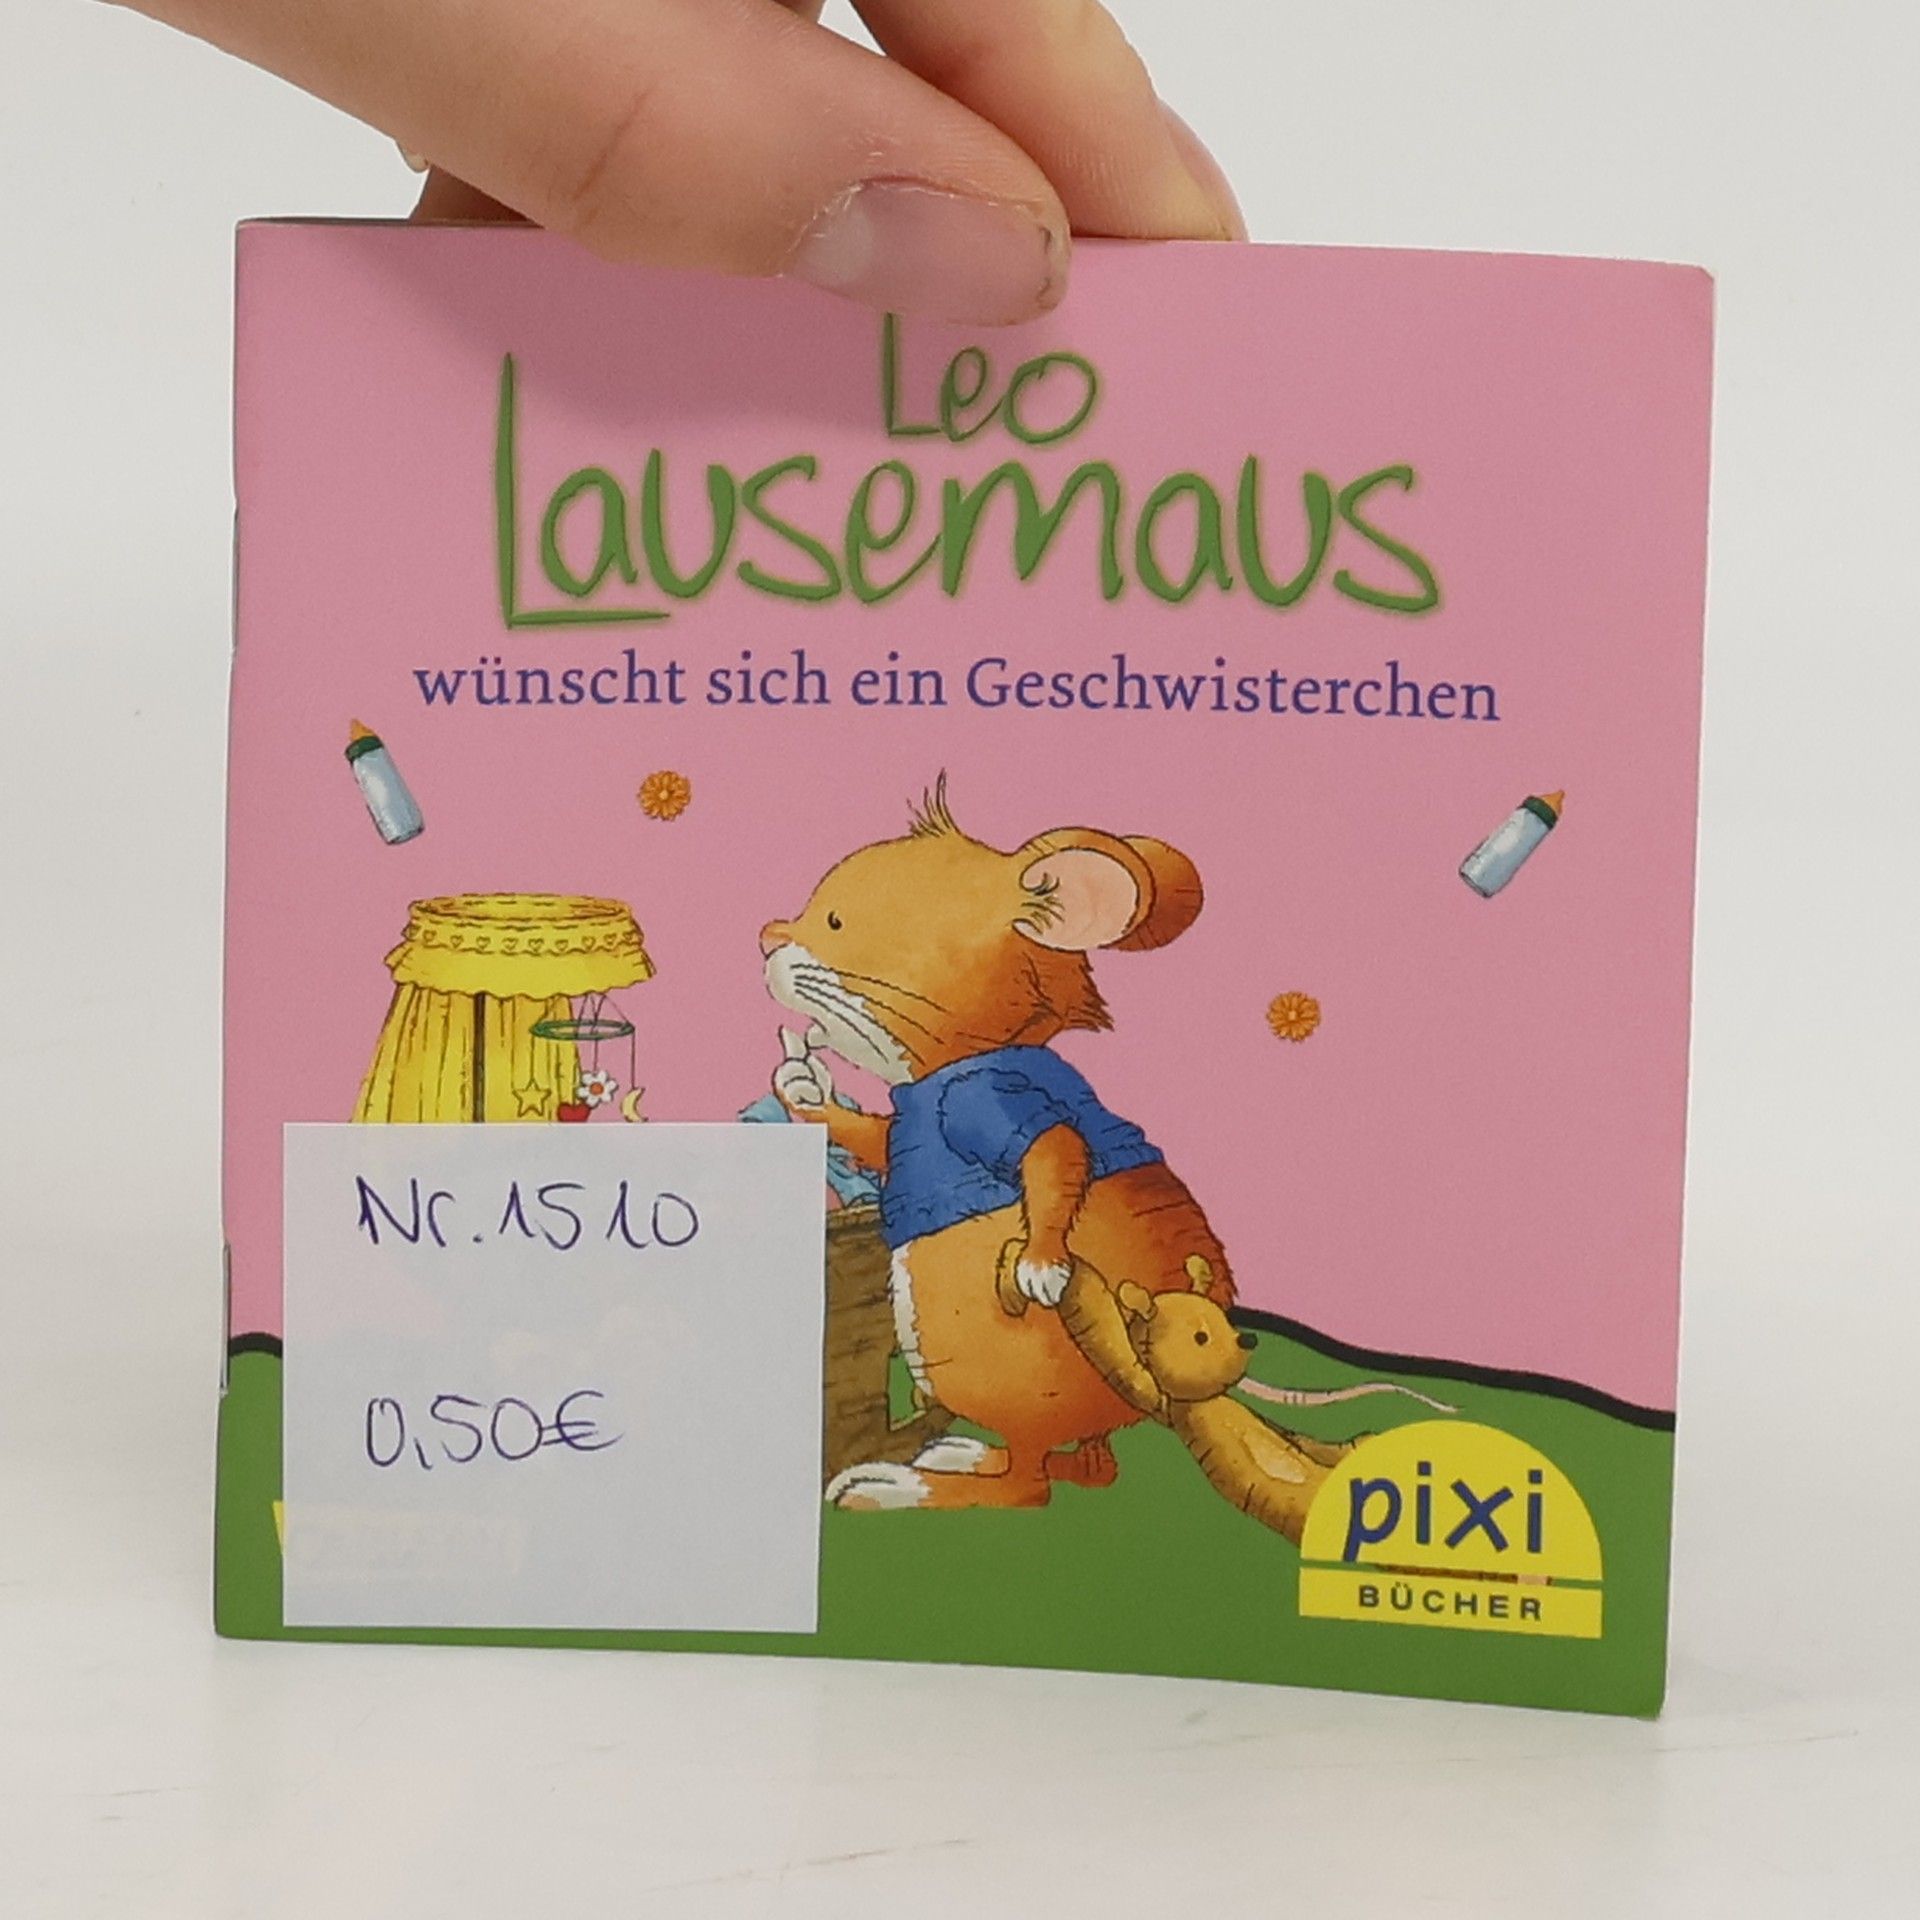 Leo
Lausemaus
wünscht sich ein Geschwisterchen
Nr. 1510
0,50€
pixi
BÜCHER